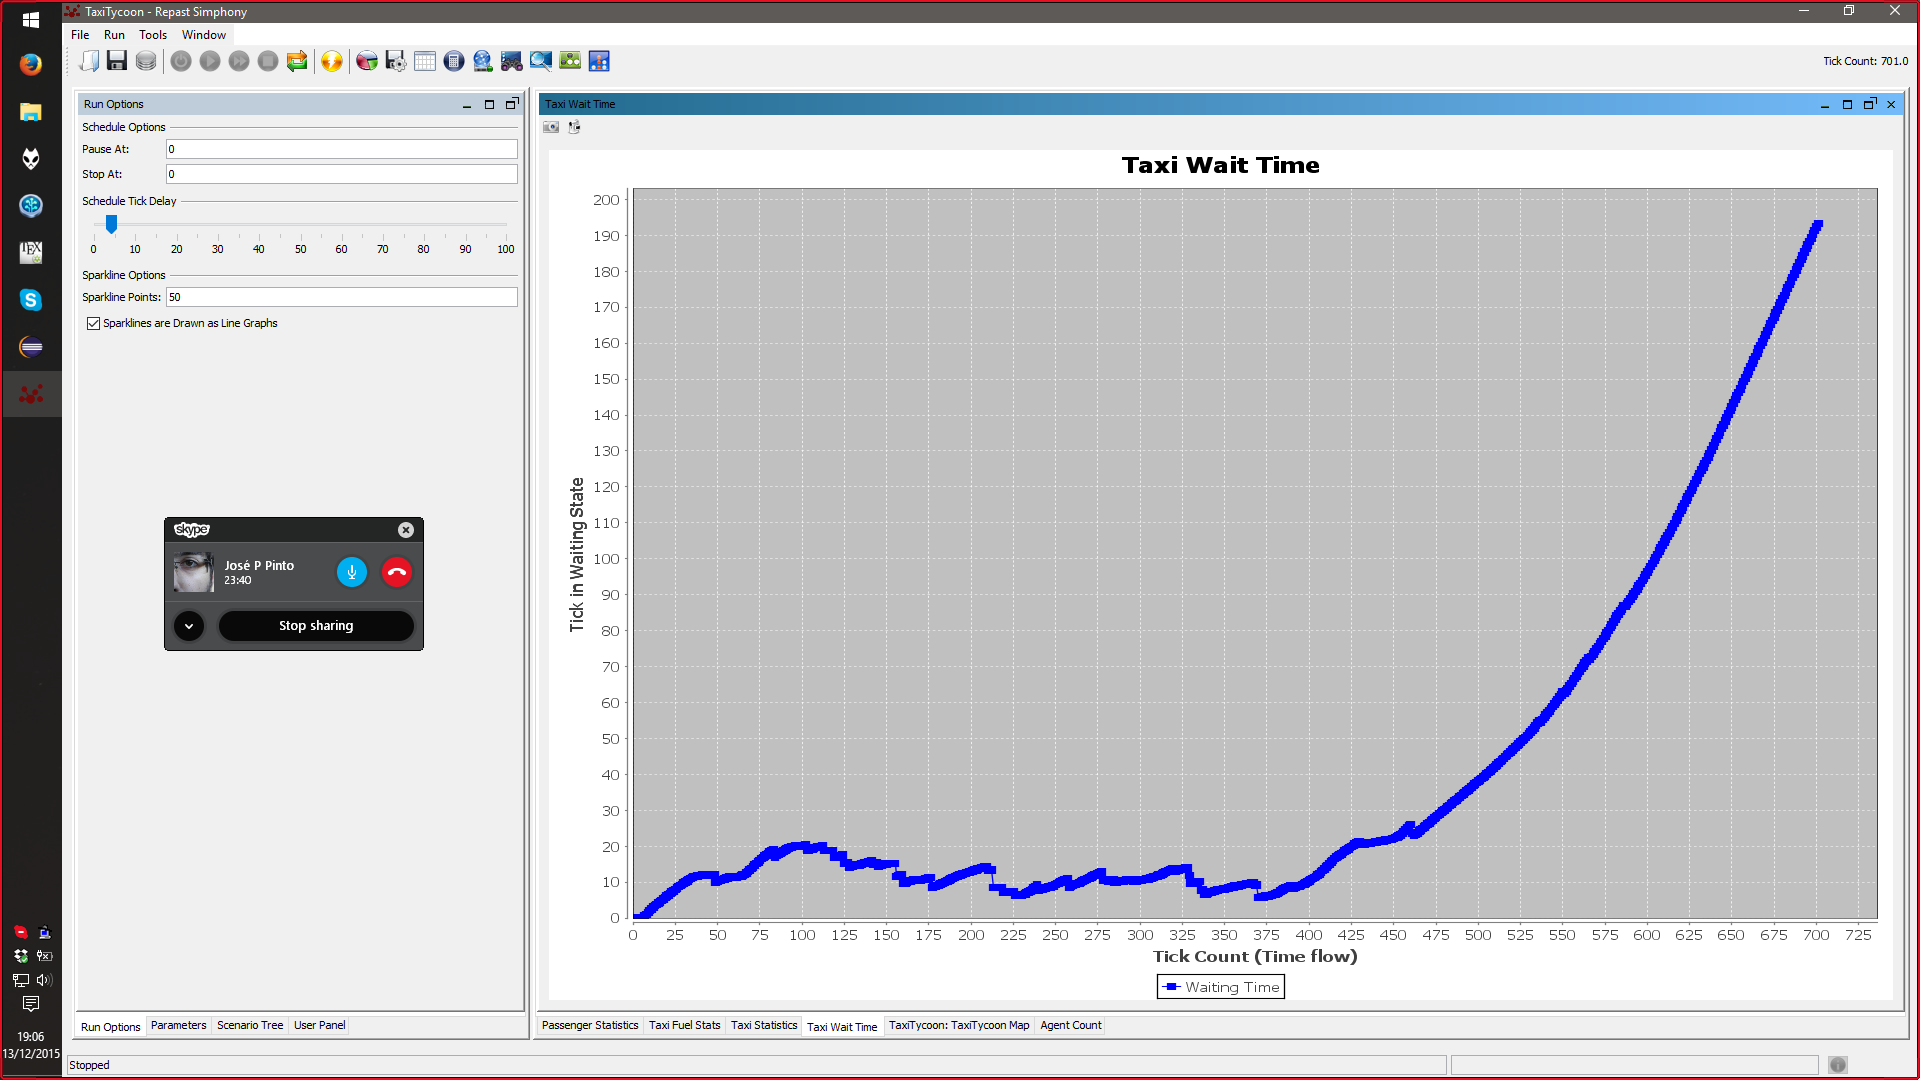 TaxiTycoon - Repast Simphony
File Run Tools Window
Tick Count: 701.0
Run Options
Schedule Options
Pause At: 0
Stop At: 0
Schedule Tick Delay
0 10 20 30 40 50 60 70 80 90 100
Sparkline Options
Sparkline Points: 50
Sparklines are Drawn as Line Graphs
skype
José P Pinto
23:40
Stop sharing
Run Options Parameters Scenario Tree User Panel
Taxi Wait Time
Taxi Wait Time
200
190
180
170
160
150
140
130
120
110
100
90
80
70
60
50
40
30
20
10
0
Tick in Waiting State
0 25 50 75 100 125 150 175 200 225 250 275 300 325 350 375 400 425 450 475 500 525 550 575 600 625 650 675 700 725
Tick Count (Time flow)
Waiting Time
Passenger Statistics Taxi Fuel Stats Taxi Statistics Taxi Wait Time TaxiTycoon: TaxiTycoon Map Agent Count
TEX
19:06
13/12/2015
Stopped